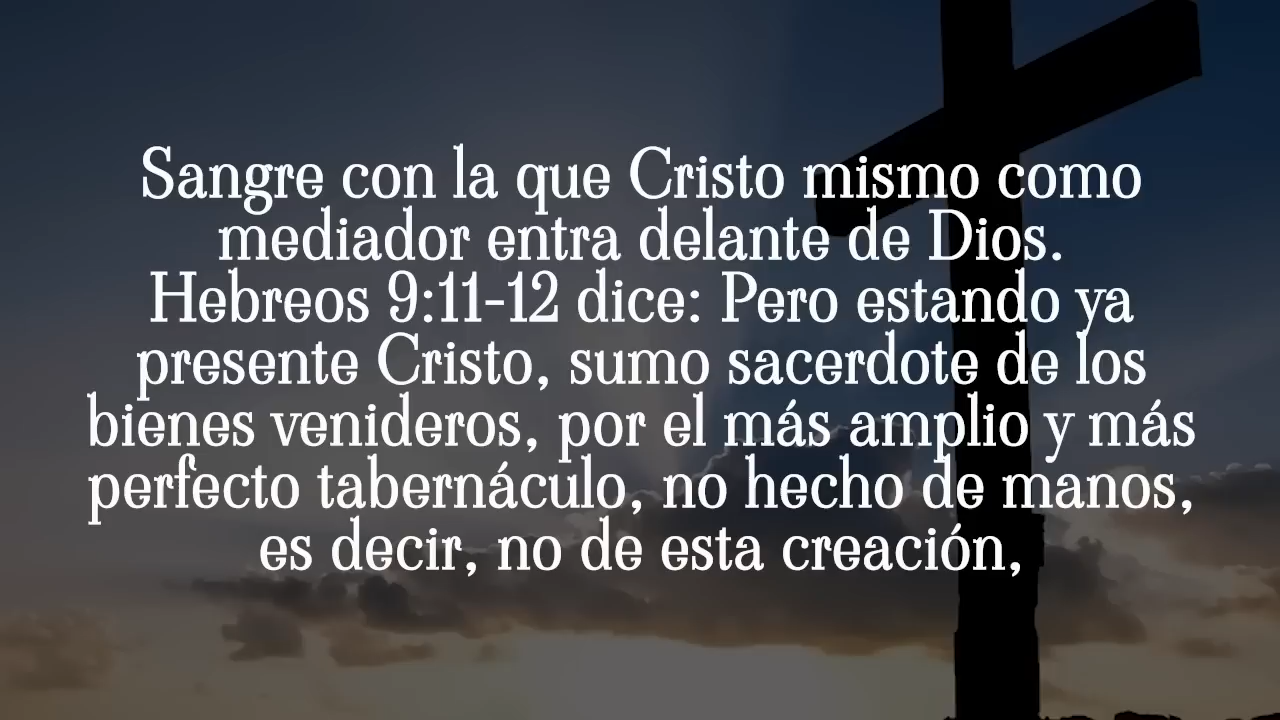 Sangre con la que Cristo mismo como
mediador entra delante de Dios.
Hebreos 9:11-12 dice: Pero estando ya
presente Cristo, sumo sacerdote de los
bienes venideros, por el más amplio y más
perfecto tabernáculo, no hecho de manos,
es decir, no de esta creación,